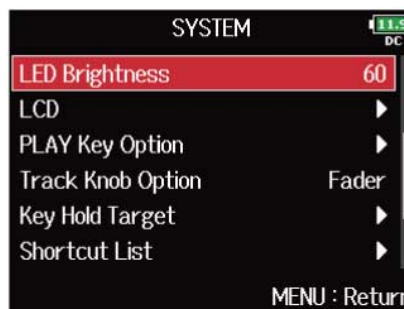 SYSTEM
DC
LED Brightness 60
LCD
PLAY Key Option
Track Knob Option Fader
Key Hold Target
Shortcut List
MENU : Return